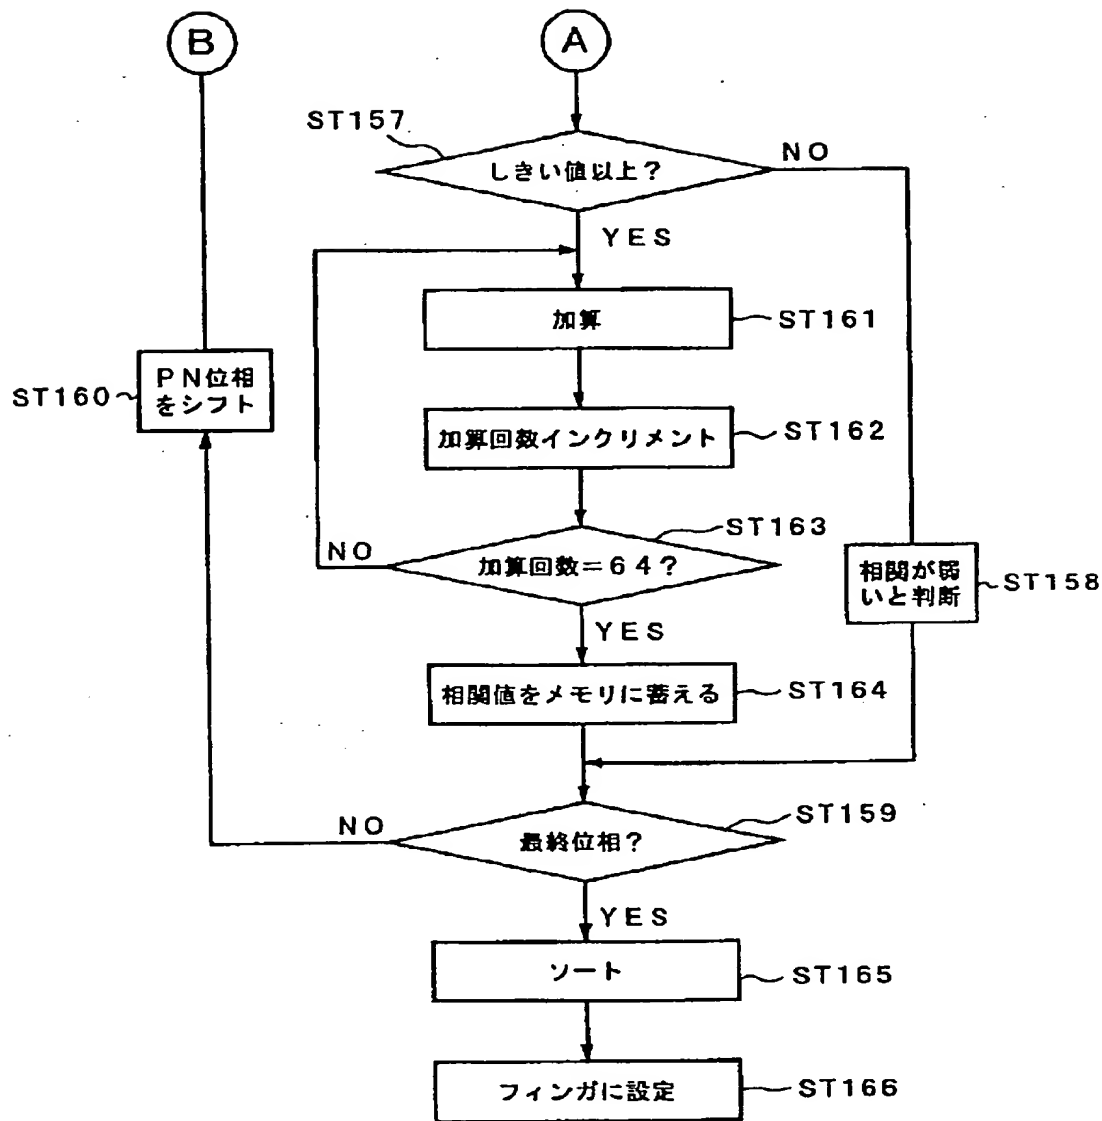 B
A
ST157
しきい値以上？
NO
YES
加算
ST161
PN位相
をシフト
ST160
加算回数インクリメント
ST162
ST163
NO
加算回数＝64？
相関が弱
いと判断
ST158
YES
相関値をメモリに蓄える
ST164
ST159
NO
最終位相？
YES
ソート
ST165
フィンガに設定
ST166